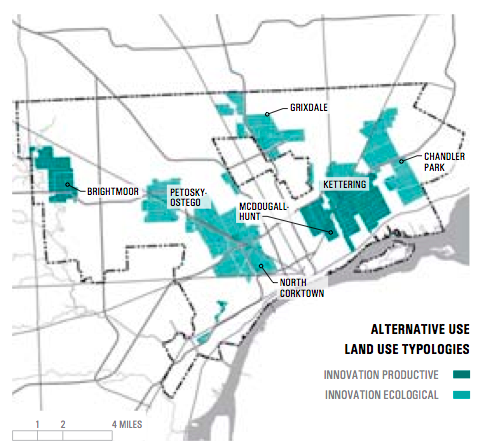 GRIXDALE
CHANDLER
PARK
BRIGHTMOOR
PETOSKY-
OSTEGO
KETTERING
MCDOUGALL-
HUNT
NORTH
CORKTOWN
ALTERNATIVE USE
LAND USE TYPOLOGIES
INNOVATION PRODUCTIVE
INNOVATION ECOLOGICAL
1 2 4 MILES